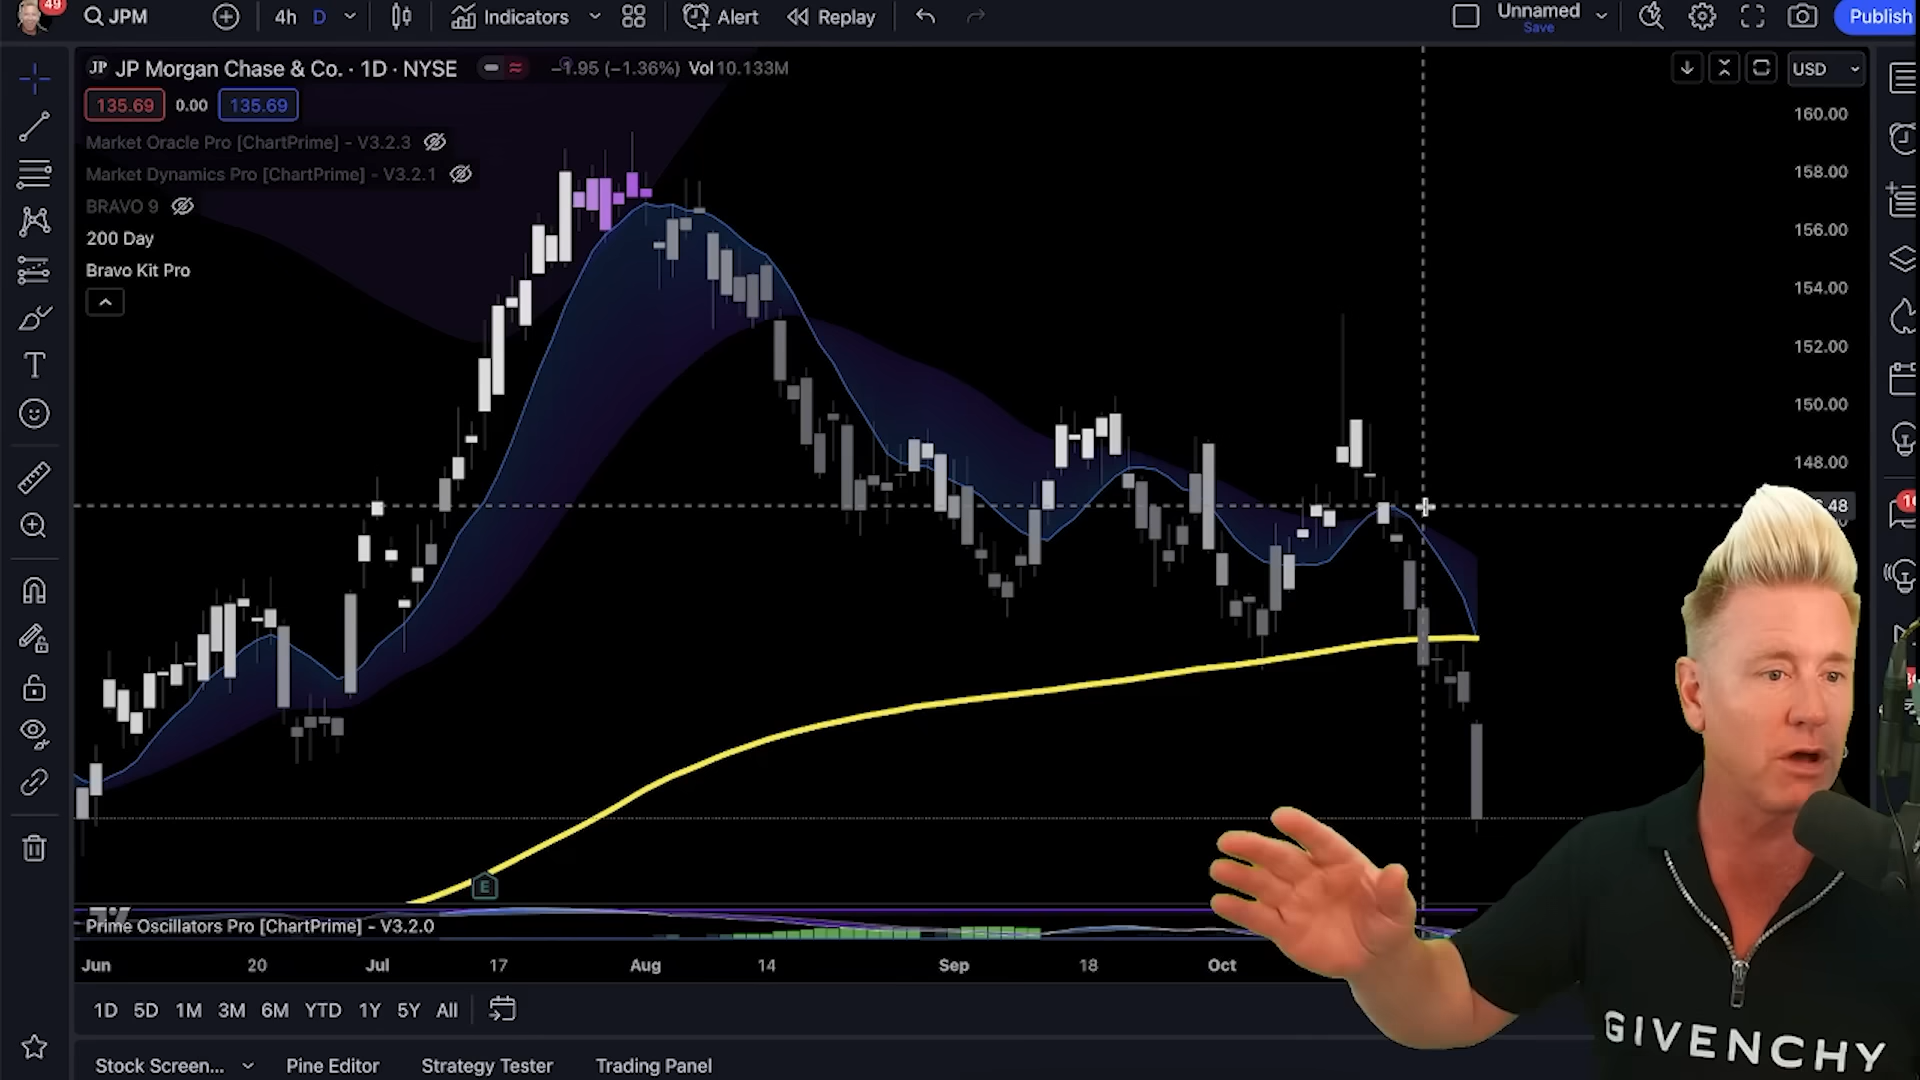 49
JPM
4h D
Indicators
Alert
Replay
Unnamed
Save
Publish
JP JP Morgan Chase & Co. · 1D · NYSE
−1.95 (−1.36%) Vol10.133M
USD
135.69 0.00 135.69
Market Oracle Pro [ChartPrime] - V3.2.3
Market Dynamics Pro [ChartPrime] - V3.2.1
BRAVO 9
200 Day
Bravo Kit Pro
160.00
158.00
156.00
154.00
152.00
150.00
148.00
E
Prime Oscillators Pro [ChartPrime] - V3.2.0
Jun 20 Jul 17 Aug 14 Sep 18 Oct
1D 5D 1M 3M 6M YTD 1Y 5Y All
Stock Screen... Pine Editor Strategy Tester Trading Panel
GIVENCHY